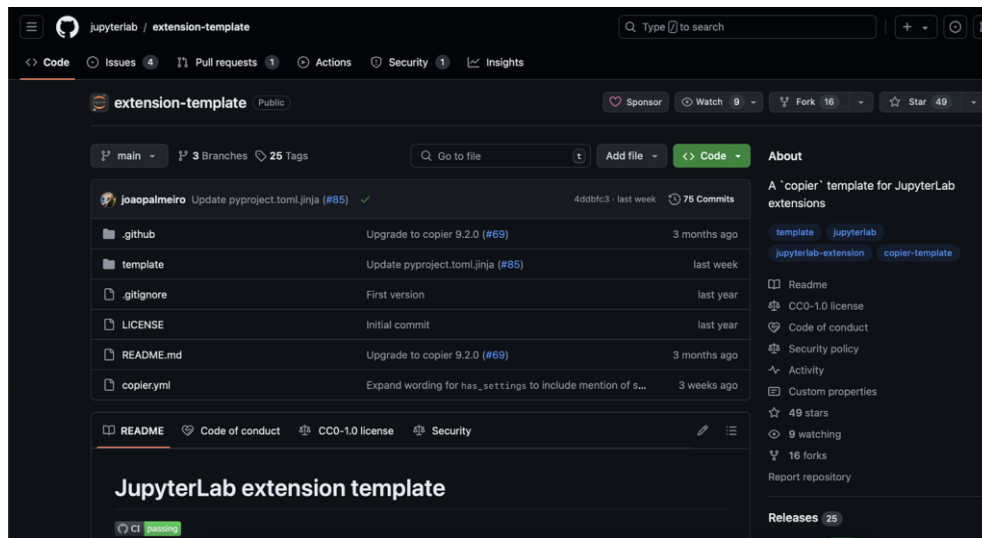 jupyterlab / extension-template
Type / to search
Code Issues 4 Pull requests 1 Actions Security 1 Insights
extension-template Public Sponsor Watch 9 Fork 16 Star 49
main 3 Branches 25 Tags Go to file t Add file Code
joaopalmeiro Update pyproject.toml.jinja (#85) 4ddbfc3 · last week 75 Commits
.github Upgrade to copier 9.2.0 (#69) 3 months ago
template Update pyproject.toml.jinja (#85) last week
.gitignore First version last year
LICENSE Initial commit last year
README.md Upgrade to copier 9.2.0 (#69) 3 months ago
copier.yml Expand wording for has_settings to include mention of s... 3 weeks ago
README Code of conduct CC0-1.0 license Security
JupyterLab extension template
CI passing
About
A `copier` template for JupyterLab
extensions
template jupyterlab
jupyterlab-extension copier-template
Readme
CC0-1.0 license
Code of conduct
Security policy
Activity
Custom properties
49 stars
9 watching
16 forks
Report repository
Releases 25